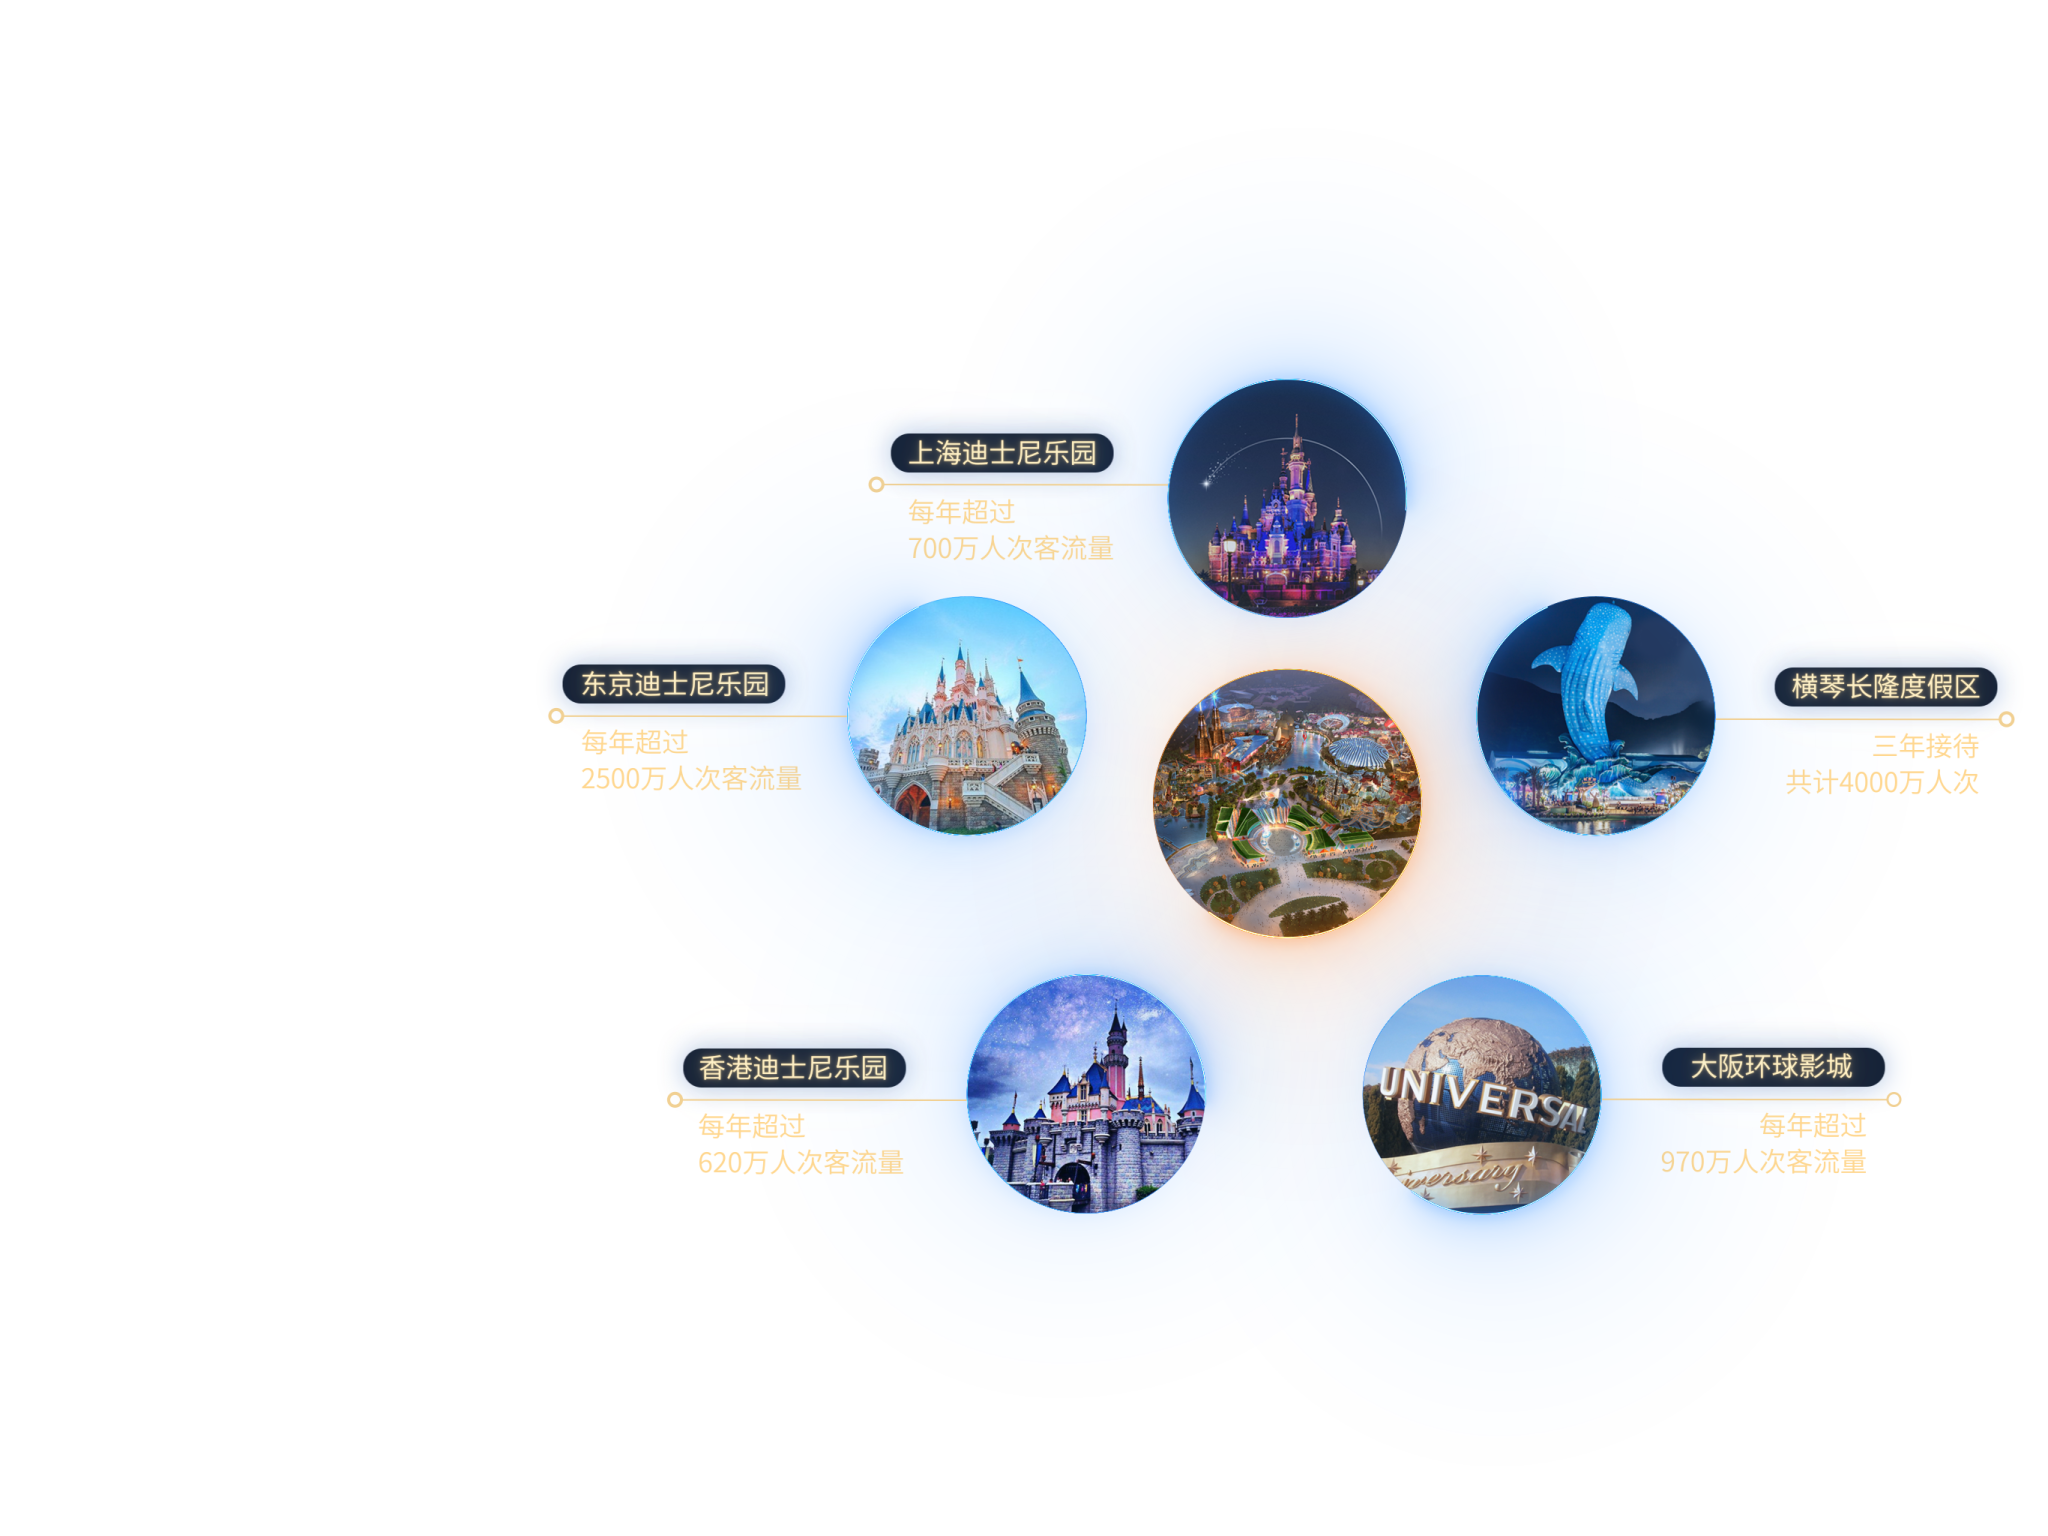 上海迪士尼乐园
每年超过
700万人次客流量
东京迪士尼乐园
每年超过
2500万人次客流量
横琴长隆度假区
三年接待
共计4000万人次
香港迪士尼乐园
每年超过
620万人次客流量
大阪环球影城
每年超过
970万人次客流量
UNIVERSAL
iversary